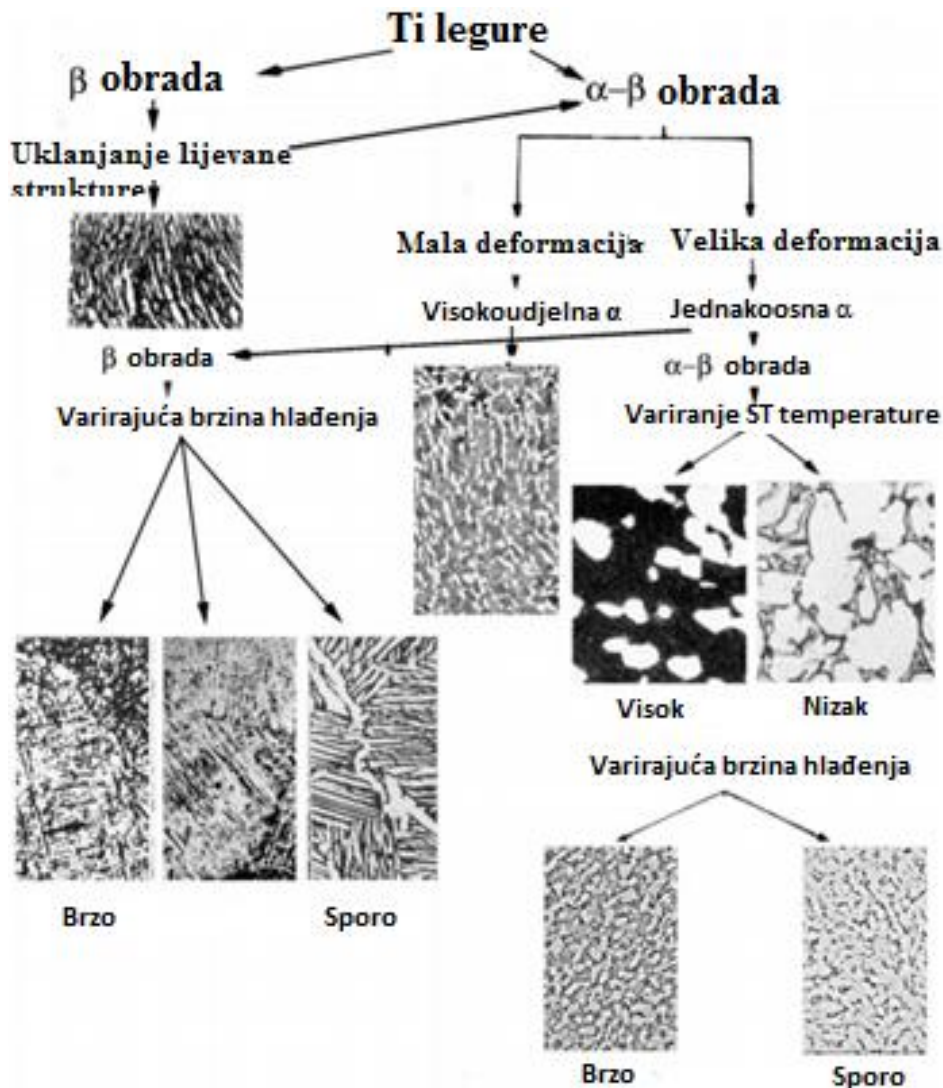 Ti legure
β obrada
α–β obrada
Uklanjanje lijevane
strukture
Mala deformacija
Velika deformacija
Visokoudjelna α
Jednakoosna α
β obrada
α–β obrada
Varirajuća brzina hlađenja
Variranje ST temperature
Visok
Nizak
Varirajuća brzina hlađenja
Brzo
Sporo
Brzo
Sporo